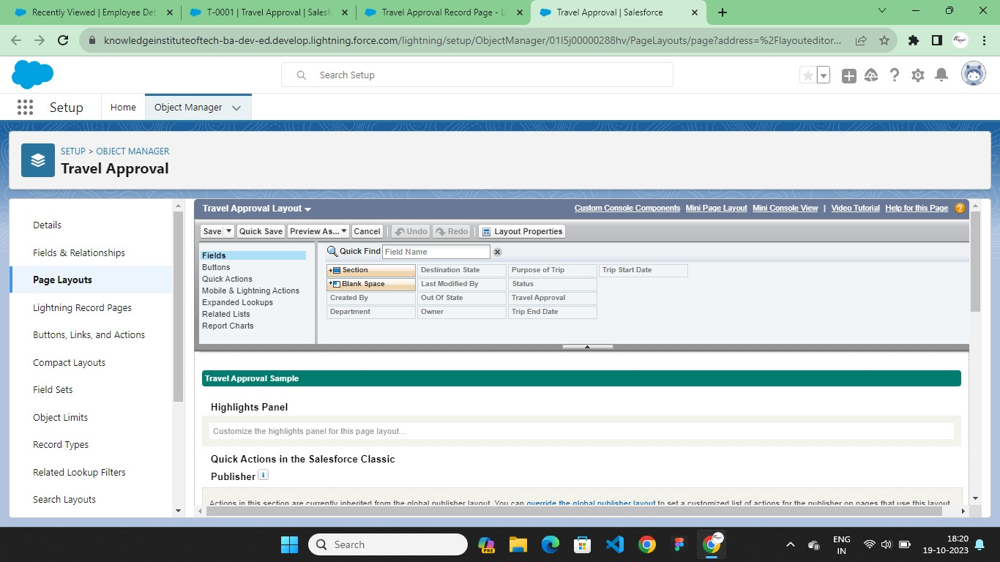 Recently Viewed | Employee Det
T-0001 | Travel Approval | Salesf
Travel Approval Record Page - Li
Travel Approval | Salesforce
knowledgeinstituteoftech-ba-dev-ed.develop.lightning.force.com/lightning/setup/ObjectManager/01I5j00000288hv/PageLayouts/page?address=%2Flayouteditor...
Search Setup
Setup
Home
Object Manager
SETUP > OBJECT MANAGER
Travel Approval
Details
Fields & Relationships
Page Layouts
Lightning Record Pages
Buttons, Links, and Actions
Compact Layouts
Field Sets
Object Limits
Record Types
Related Lookup Filters
Search Layouts
Travel Approval Layout
Custom Console Components Mini Page Layout Mini Console View | Video Tutorial Help for this Page ?
Save Quick Save Preview As... Cancel Undo Redo Layout Properties
Fields
Buttons
Quick Actions
Mobile & Lightning Actions
Expanded Lookups
Related Lists
Report Charts
Quick Find Field Name
Section Destination State Purpose of Trip Trip Start Date
Blank Space Last Modified By Status
Created By Out Of State Travel Approval
Department Owner Trip End Date
Travel Approval Sample
Highlights Panel
Customize the highlights panel for this page layout...
Quick Actions in the Salesforce Classic
Publisher i
Actions in this section are currently inherited from the global publisher layout. You can override the global publisher layout to set a customized list of actions for the publisher on pages that use this layout
Search
PRE
ENG
IN
18:20
19-10-2023